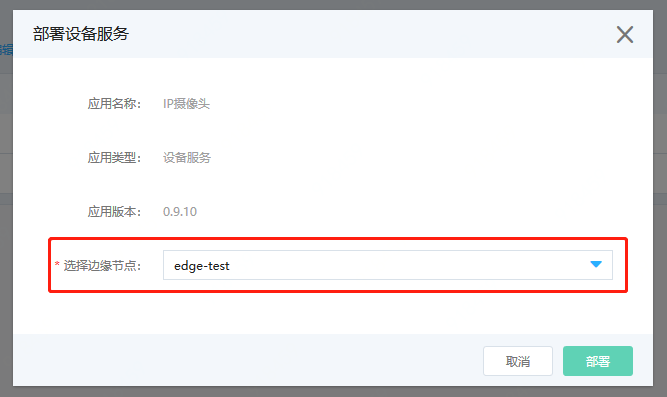 部署设备服务
应用名称： IP摄像头
应用类型： 设备服务
应用版本： 0.9.10
* 选择边缘节点： edge-test
取消 部署